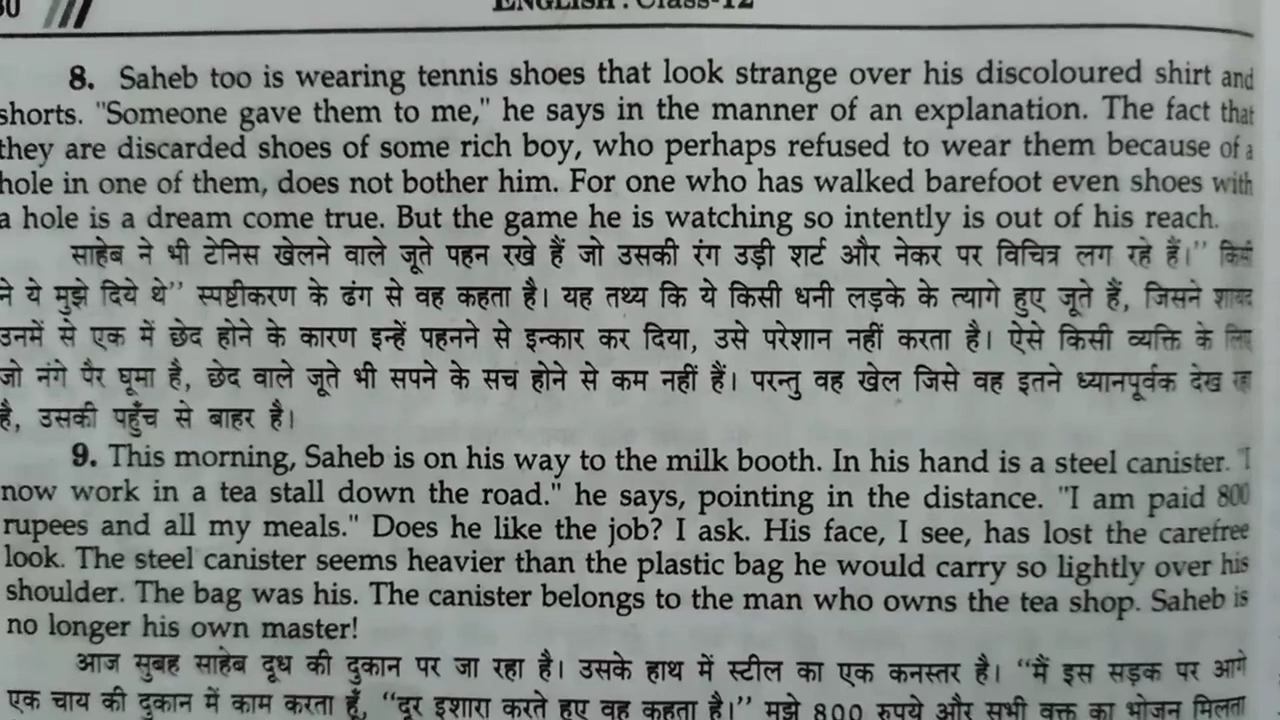 ENGLISH : Class-12
8. Saheb too is wearing tennis shoes that look strange over his discoloured shirt and
shorts. "Someone gave them to me," he says in the manner of an explanation. The fact that
they are discarded shoes of some rich boy, who perhaps refused to wear them because of a
hole in one of them, does not bother him. For one who has walked barefoot even shoes with
a hole is a dream come true. But the game he is watching so intently is out of his reach.
साहेब ने भी टेनिस खेलने वाले जूते पहन रखे हैं जो उसकी रंग उड़ी शर्ट और नेकर पर विचित्र लग रहे हैं।" किसी
ने ये मुझे दिये थे" स्पष्टीकरण के ढंग से वह कहता है। यह तथ्य कि ये किसी धनी लड़के के त्यागे हुए जूते हैं, जिसने शायद
उनमें से एक में छेद होने के कारण इन्हें पहनने से इन्कार कर दिया, उसे परेशान नहीं करता है। ऐसे किसी व्यक्ति के लिए
जो नंगे पैर घूमा है, छेद वाले जूते भी सपने के सच होने से कम नहीं हैं। परन्तु वह खेल जिसे वह इतने ध्यानपूर्वक देख रहा
है, उसकी पहुँच से बाहर है।
9. This morning, Saheb is on his way to the milk booth. In his hand is a steel canister. "I
now work in a tea stall down the road." he says, pointing in the distance. "I am paid 800
rupees and all my meals." Does he like the job? I ask. His face, I see, has lost the carefree
look. The steel canister seems heavier than the plastic bag he would carry so lightly over his
shoulder. The bag was his. The canister belongs to the man who owns the tea shop. Saheb is
no longer his own master!
आज सुबह साहेब दूध की दुकान पर जा रहा है। उसके हाथ में स्टील का एक कनस्तर है। "मैं इस सड़क पर आगे
एक चाय की दुकान में काम करता हूँ, "दूर इशारा करते हुए वह कहता है।" मुझे 800 रुपये और सभी वक्त का भोजन मिलता